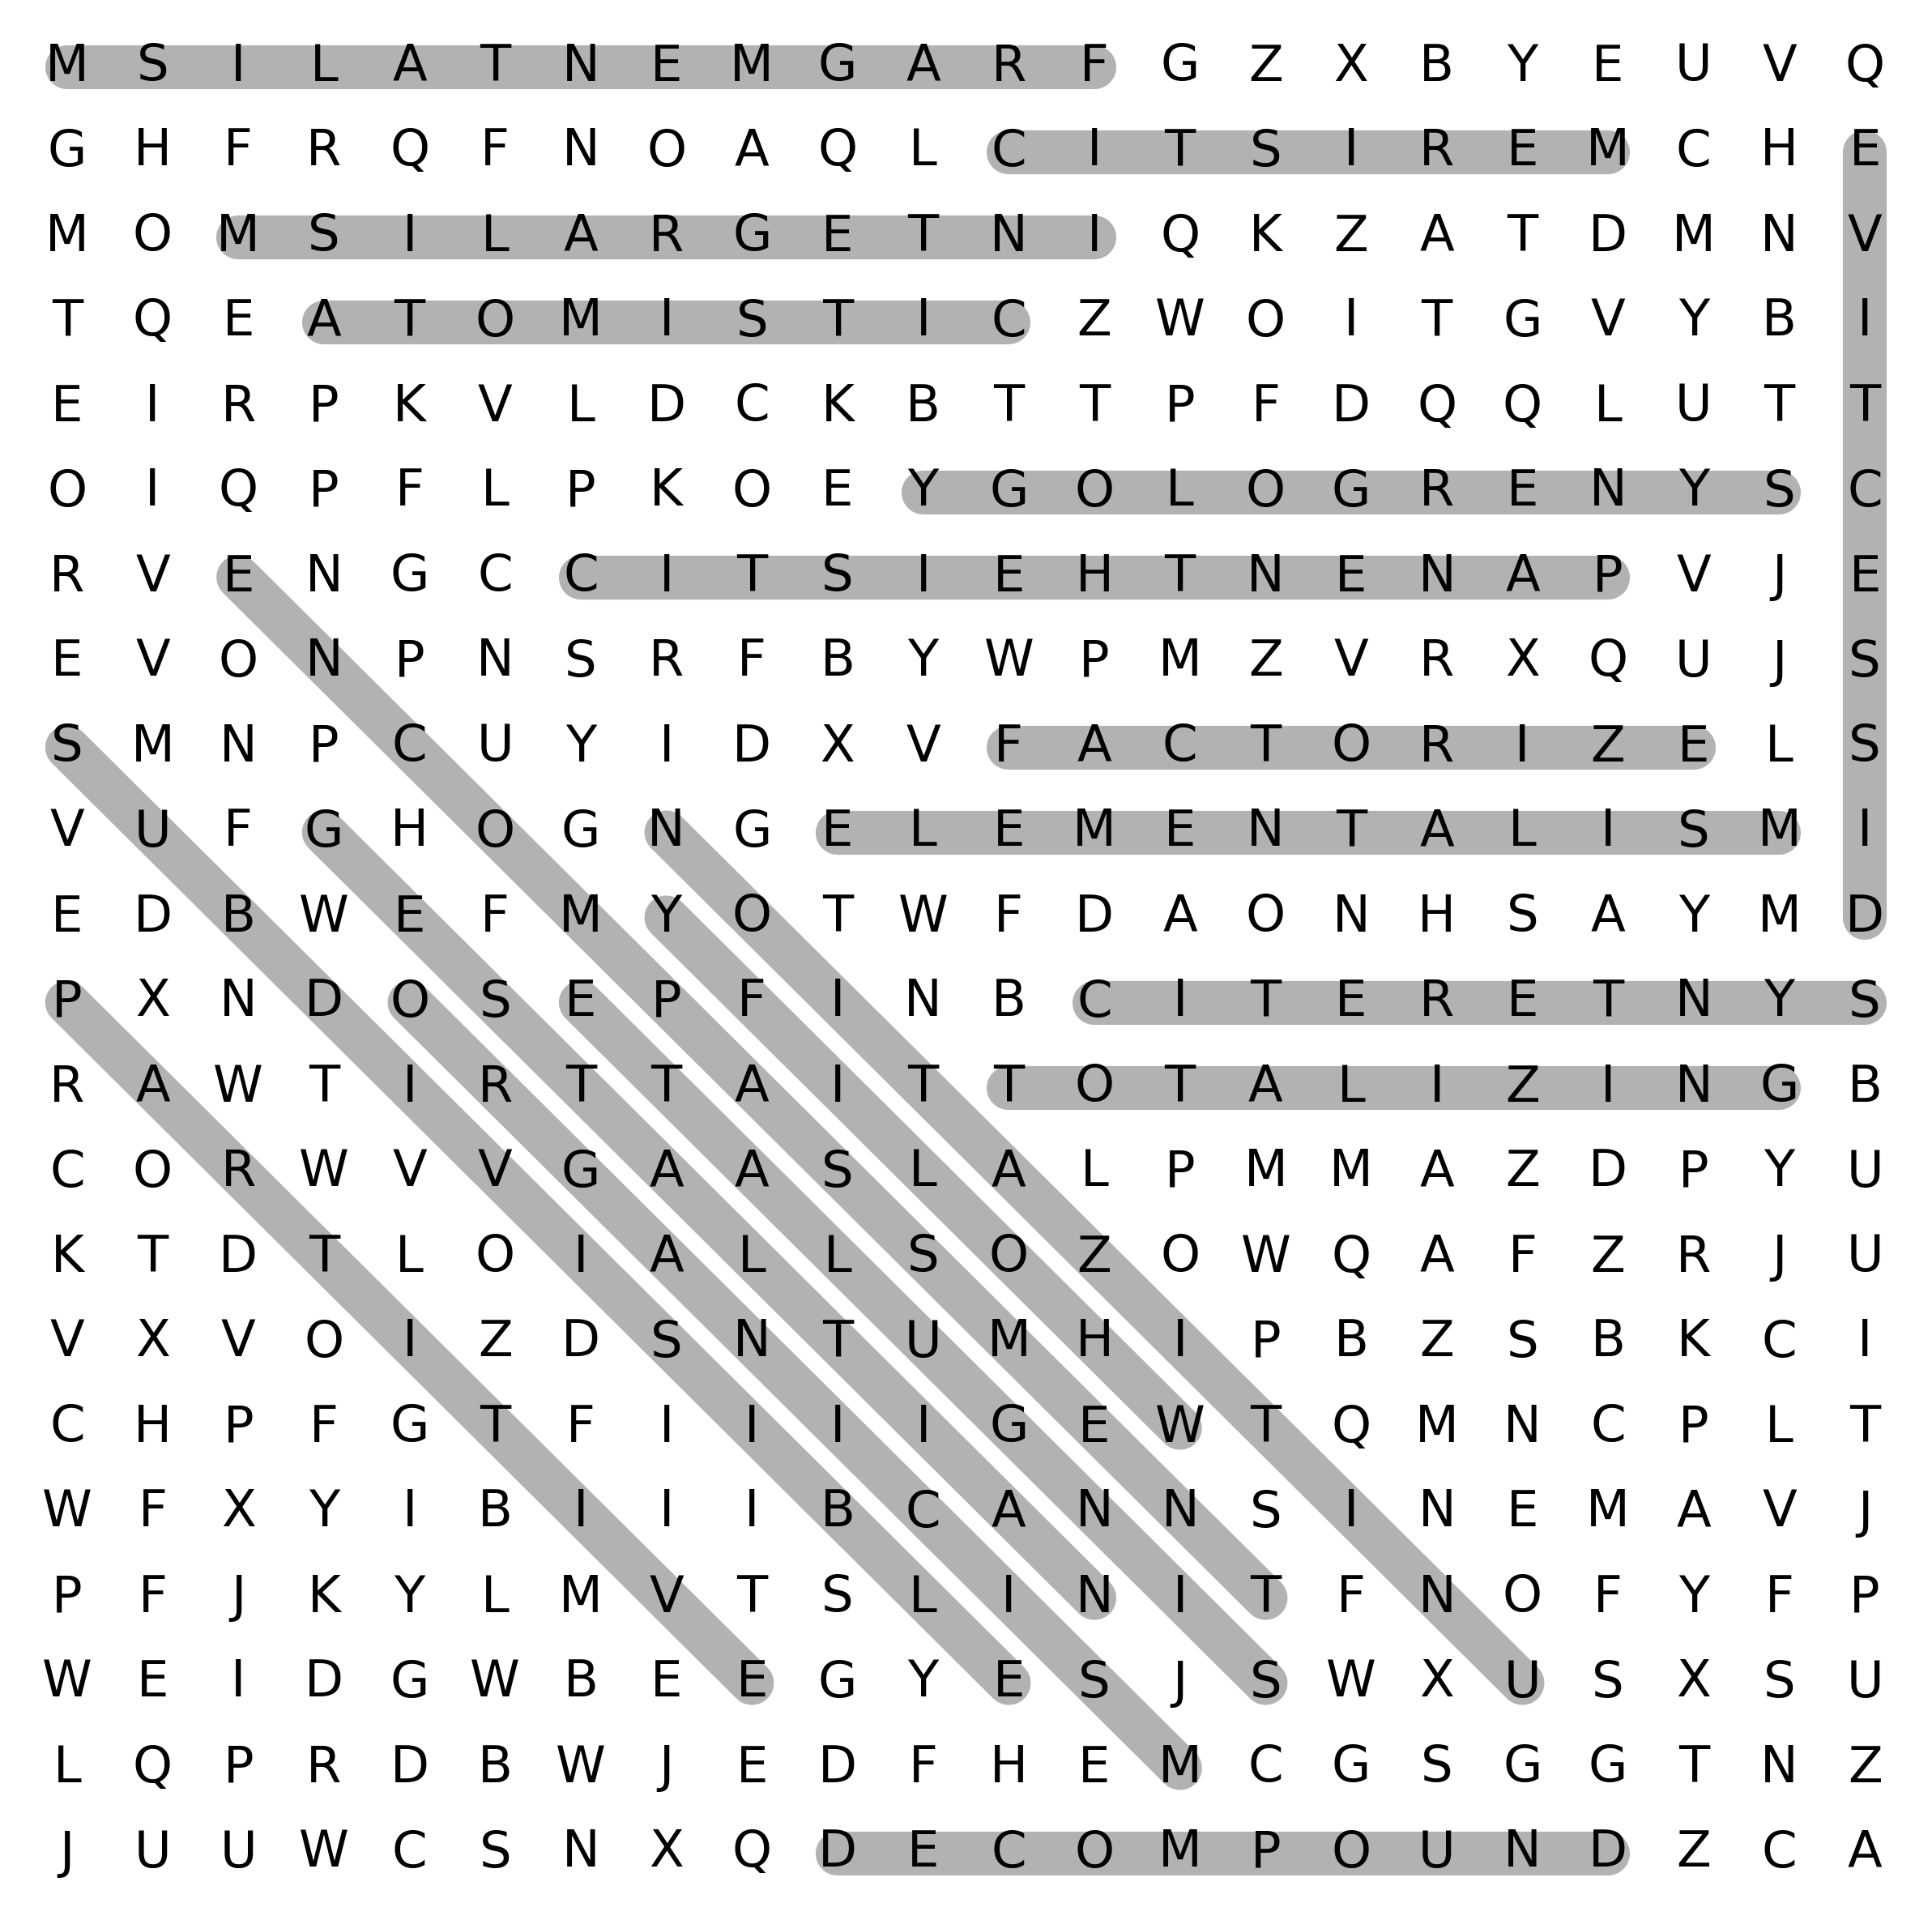 M S I L A T N E M G A R F G Z X B Y E U V Q
G H F R Q F N O A Q L C I T S I R E M C H E
M O M S I L A R G E T N I Q K Z A T D M N V
T Q E A T O M I S T I C Z W O I T G V Y B I
E I R P K V L D C K B T T P F D Q Q L U T T
O I Q P F L P K O E Y G O L O G R E N Y S C
R V E N G C C I T S I E H T N E N A P V J E
E V O N P N S R F B Y W P M Z V R X Q U J S
S M N P C U Y I D X V F A C T O R I Z E L S
V U F G H O G N G E L E M E N T A L I S M I
E D B W E F M Y O T W F D A O N H S A Y M D
P X N D O S E P F I N B C I T E R E T N Y S
R A W T I R T T A I T T O T A L I Z I N G B
C O R W V V G A A S L A L P M M A Z D P Y U
K T D T L O I A L L S O Z O W Q A F Z R J U
V X V O I Z D S N T U M H I P B Z S B K C I
C H P F G T F I I I I G E W T Q M N C P L T
W F X Y I B I I I B C A N N S I N E M A V J
P F J K Y L M V T S L I N I T F N O F Y F P
W E I D G W B E E G Y E S J S W X U S X S U
L Q P R D B W J E D F H E M C G S G G T N Z
J U U W C S N X Q D E C O M P O U N D Z C A